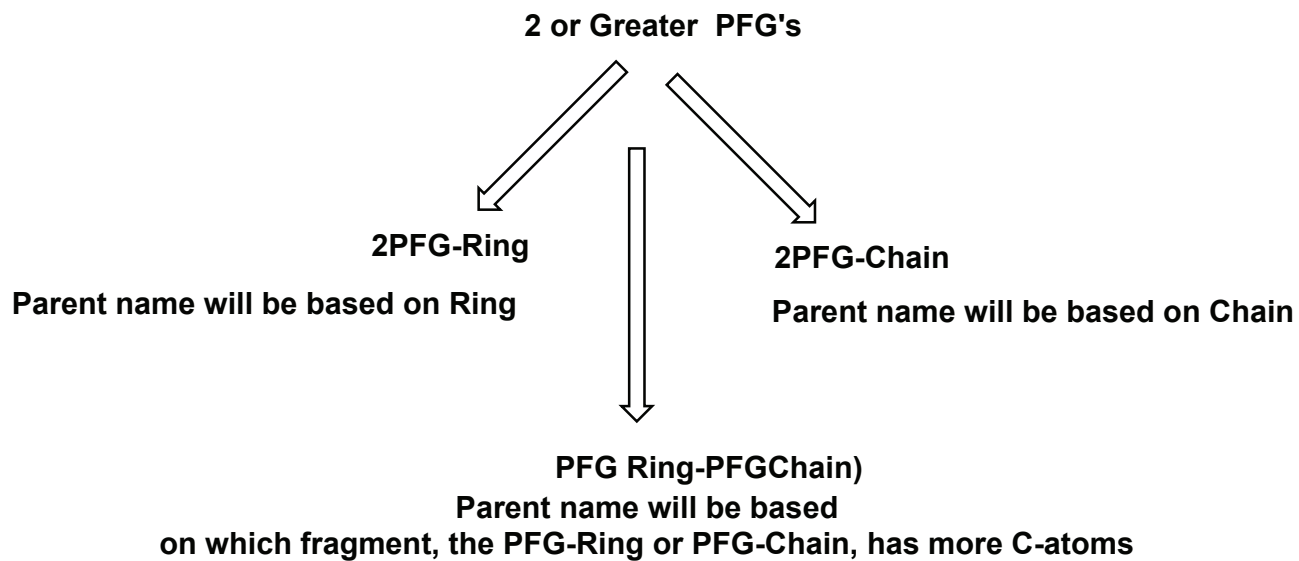 2 or Greater  PFG's
2PFG-Ring
Parent name will be based on Ring
2PFG-Chain
Parent name will be based on Chain
PFG Ring-PFGChain)
Parent name will be based
on which fragment, the PFG-Ring or PFG-Chain, has more C-atoms